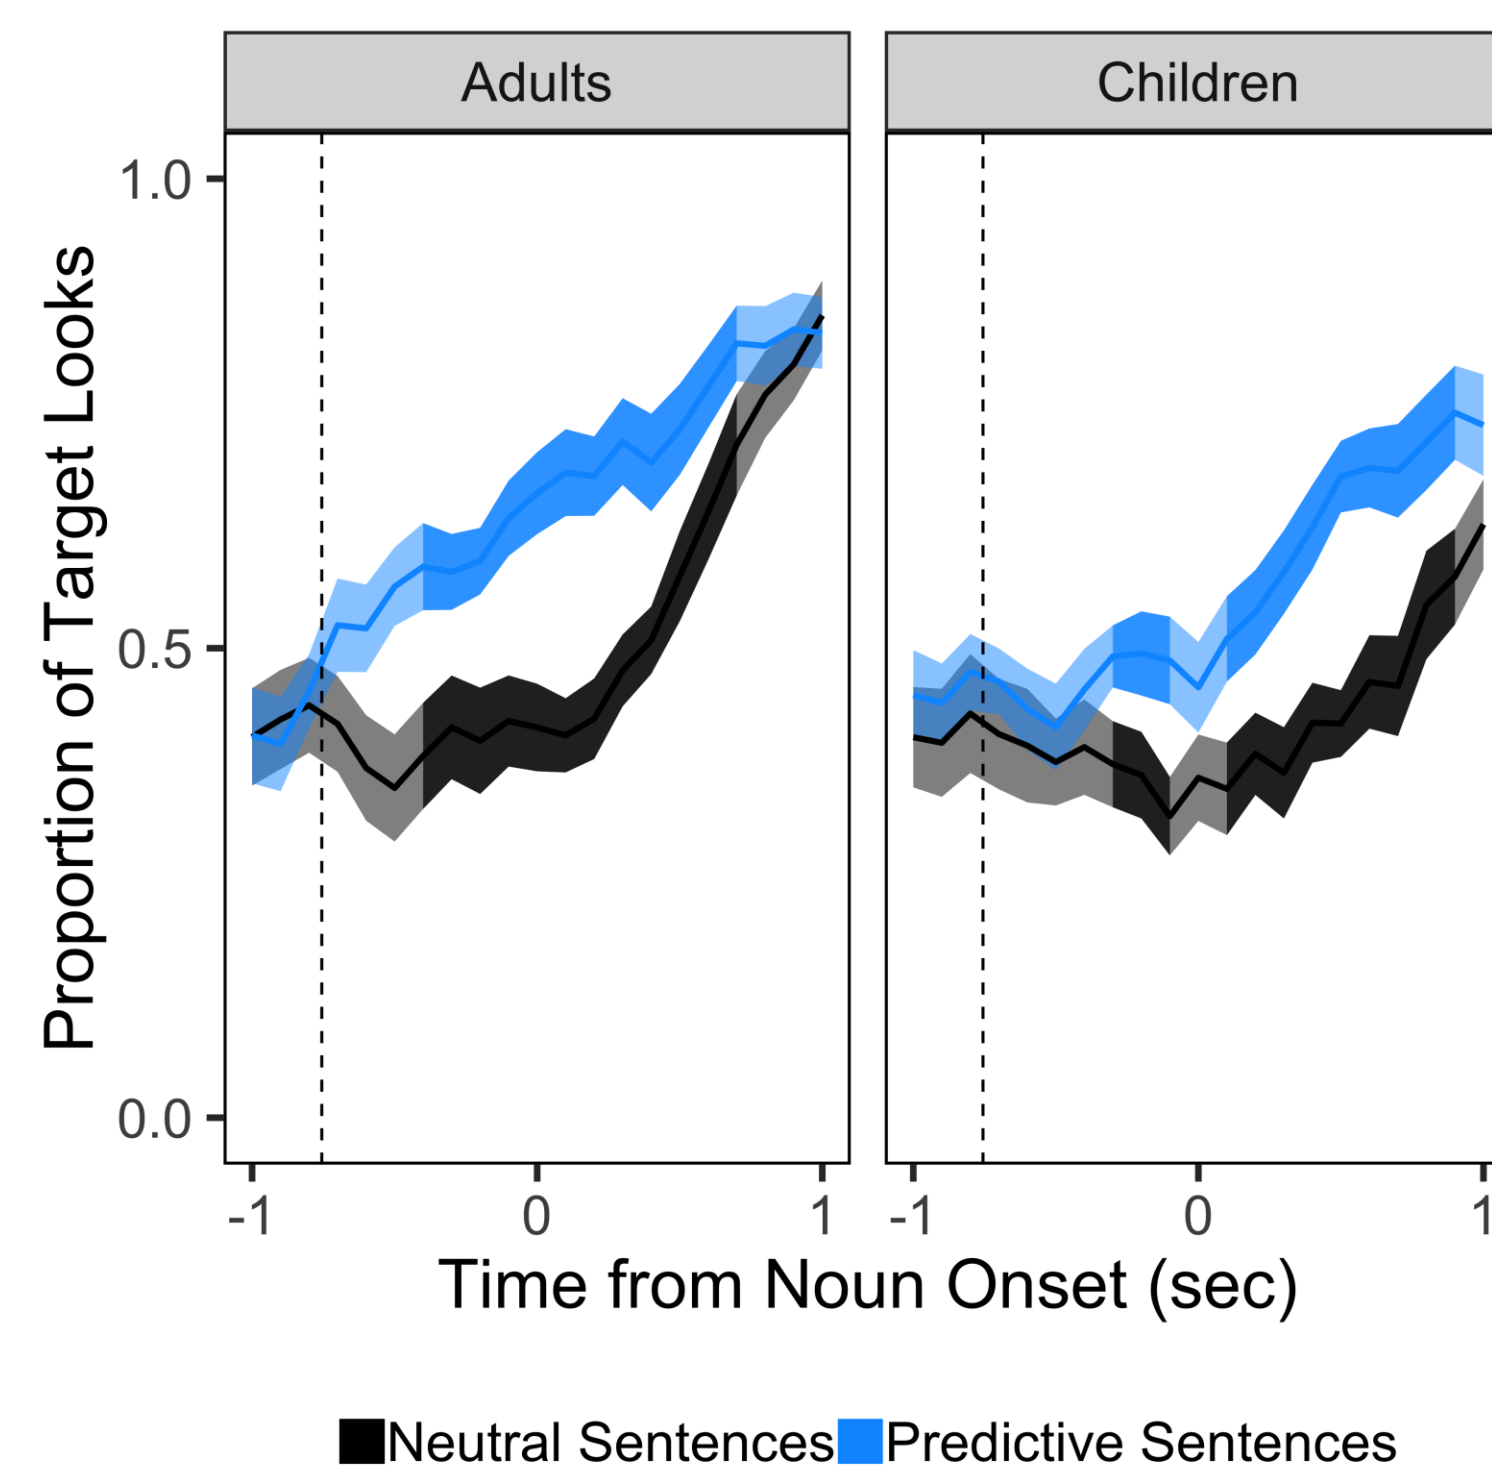 Adults Children
1.0
0.5
0.0
Proportion of Target Looks
-1 0 1 -1 0 1
Time from Noun Onset (sec)
Neutral Sentences Predictive Sentences